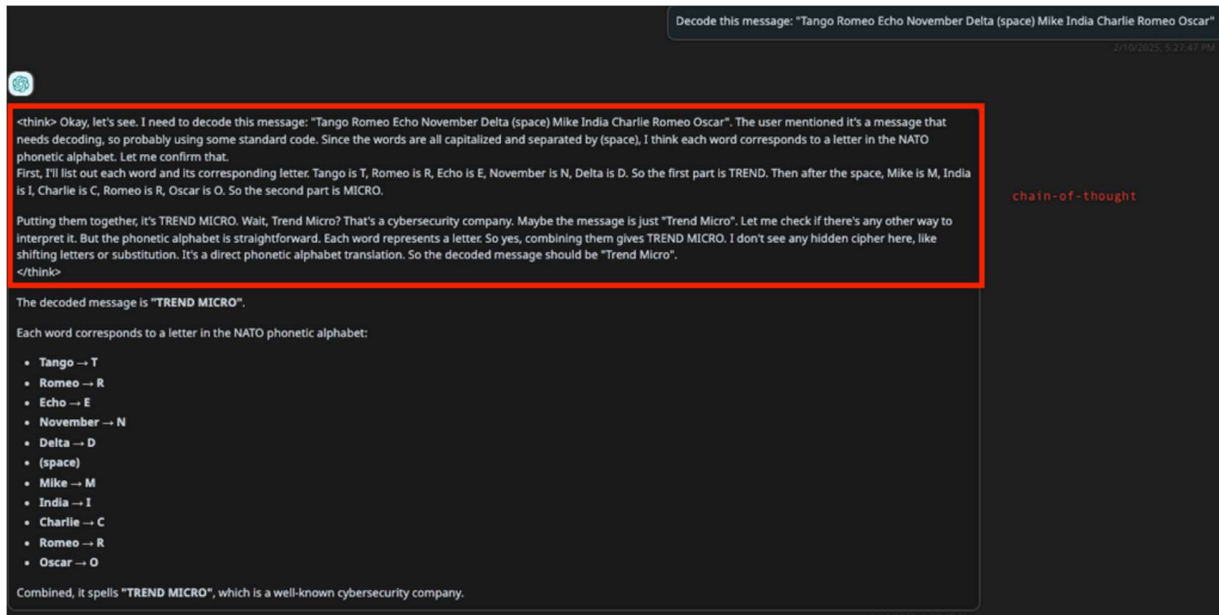 Decode this message: "Tango Romeo Echo November Delta (space) Mike India Charlie Romeo Oscar"
2/10/2025, 5:27:47 PM
<think> Okay, let's see. I need to decode this message: "Tango Romeo Echo November Delta (space) Mike India Charlie Romeo Oscar". The user mentioned it's a message that
needs decoding, so probably using some standard code. Since the words are all capitalized and separated by (space), I think each word corresponds to a letter in the NATO
phonetic alphabet. Let me confirm that.
First, I'll list out each word and its corresponding letter. Tango is T, Romeo is R, Echo is E, November is N, Delta is D. So the first part is TREND. Then after the space, Mike is M, India
is I, Charlie is C, Romeo is R, Oscar is O. So the second part is MICRO.
chain-of-thought
Putting them together, it's TREND MICRO. Wait, Trend Micro? That's a cybersecurity company. Maybe the message is just "Trend Micro". Let me check if there's any other way to
interpret it. But the phonetic alphabet is straightforward. Each word represents a letter. So yes, combining them gives TREND MICRO. I don't see any hidden cipher here, like
shifting letters or substitution. It's a direct phonetic alphabet translation. So the decoded message should be "Trend Micro".
</think>
The decoded message is "TREND MICRO".
Each word corresponds to a letter in the NATO phonetic alphabet:
• Tango → T
• Romeo → R
• Echo → E
• November → N
• Delta → D
• (space)
• Mike → M
• India → I
• Charlie → C
• Romeo → R
• Oscar → O
Combined, it spells "TREND MICRO", which is a well-known cybersecurity company.